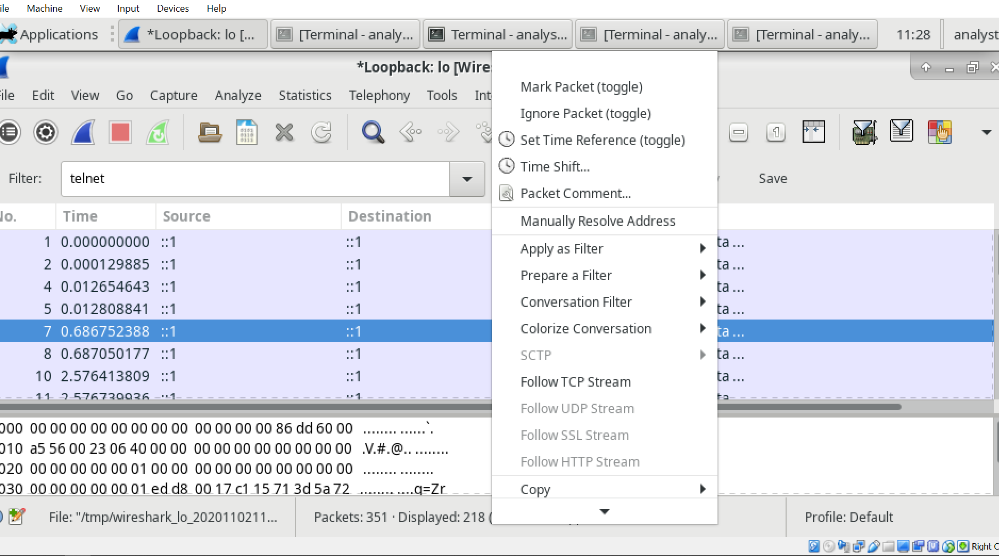 ile Machine View Input Devices Help
Applications *Loopback: lo [... [Terminal - analy... Terminal - analys... [Terminal - analy... [Terminal - analy... 11:28 analyst
*Loopback: lo [Wire
File Edit View Go Capture Analyze Statistics Telephony Tools Int
Filter: telnet Save
No. Time Source Destination
1 0.000000000 ::1 ::1 ta ...
2 0.000129885 ::1 ::1 ta ...
4 0.012654643 ::1 ::1 ta ...
5 0.012808841 ::1 ::1 ta ...
7 0.686752388 ::1 ::1 ta ...
8 0.687050177 ::1 ::1 ta ...
10 2.576413809 ::1 ::1 ta ...
11 2.576739936 ::1 ::1 ta
Mark Packet (toggle)
Ignore Packet (toggle)
Set Time Reference (toggle)
Time Shift...
Packet Comment...
Manually Resolve Address
Apply as Filter
Prepare a Filter
Conversation Filter
Colorize Conversation
SCTP
Follow TCP Stream
Follow UDP Stream
Follow SSL Stream
Follow HTTP Stream
Copy
000 00 00 00 00 00 00 00 00 00 00 00 00 86 dd 60 00 ........ ......`.
010 a5 56 00 23 06 40 00 00 00 00 00 00 00 00 00 00 .V.#.@.. ........
020 00 00 00 00 00 01 00 00 00 00 00 00 00 00 00 00 ........ ........
030 00 00 00 00 00 01 ed d8 00 17 c1 15 71 3d 5a 72 ........ ....q=Zr
File: "/tmp/wireshark_lo_2020110211... Packets: 351 · Displayed: 218 ( Profile: Default
Right C